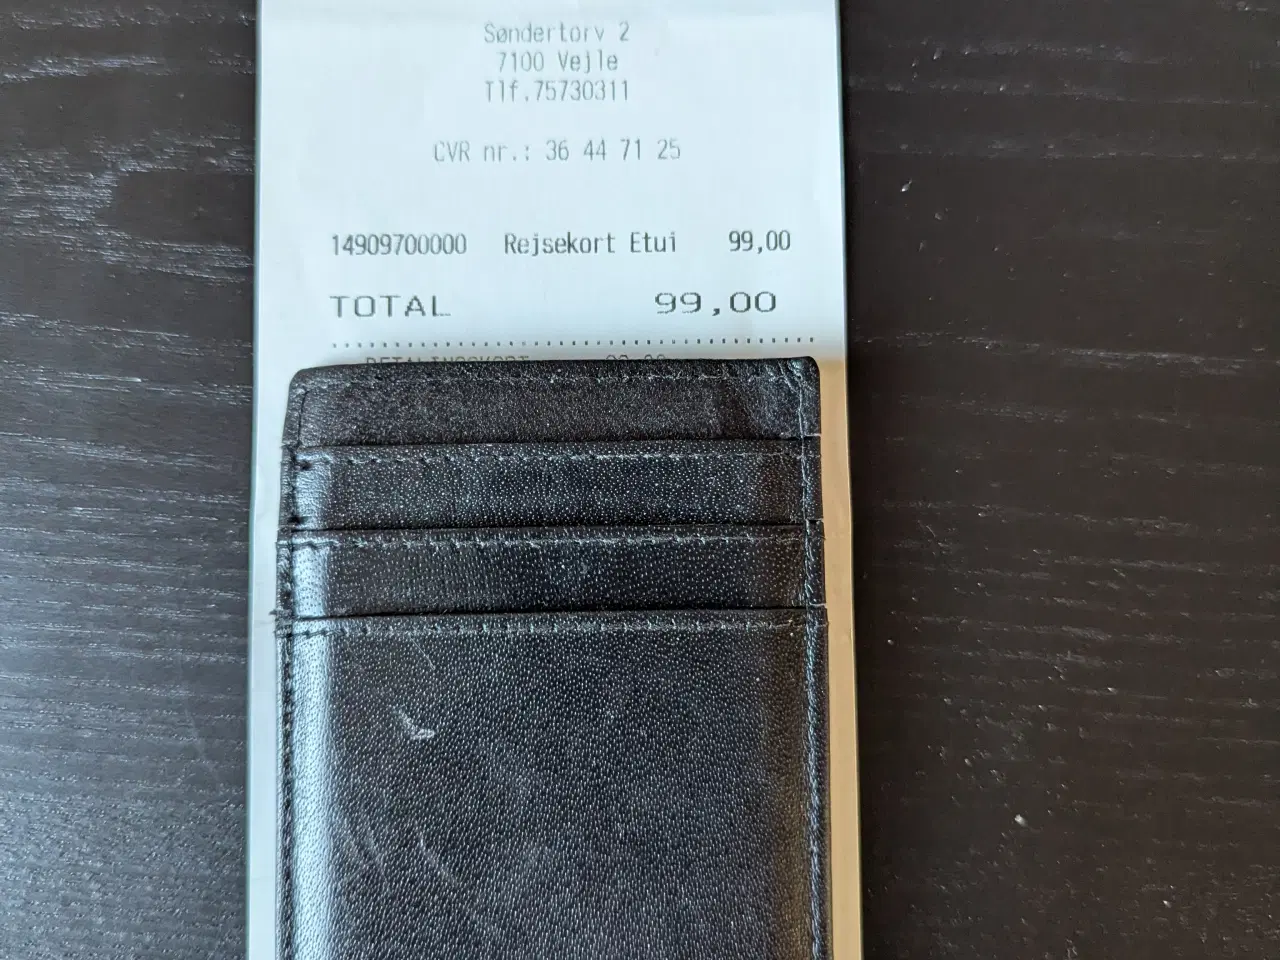 Søndertorv 2
7100 Vejle
Tlf.75730311
CVR nr.: 36 44 71 25
14909700000 Rejsekort Etui 99,00
TOTAL 99,00